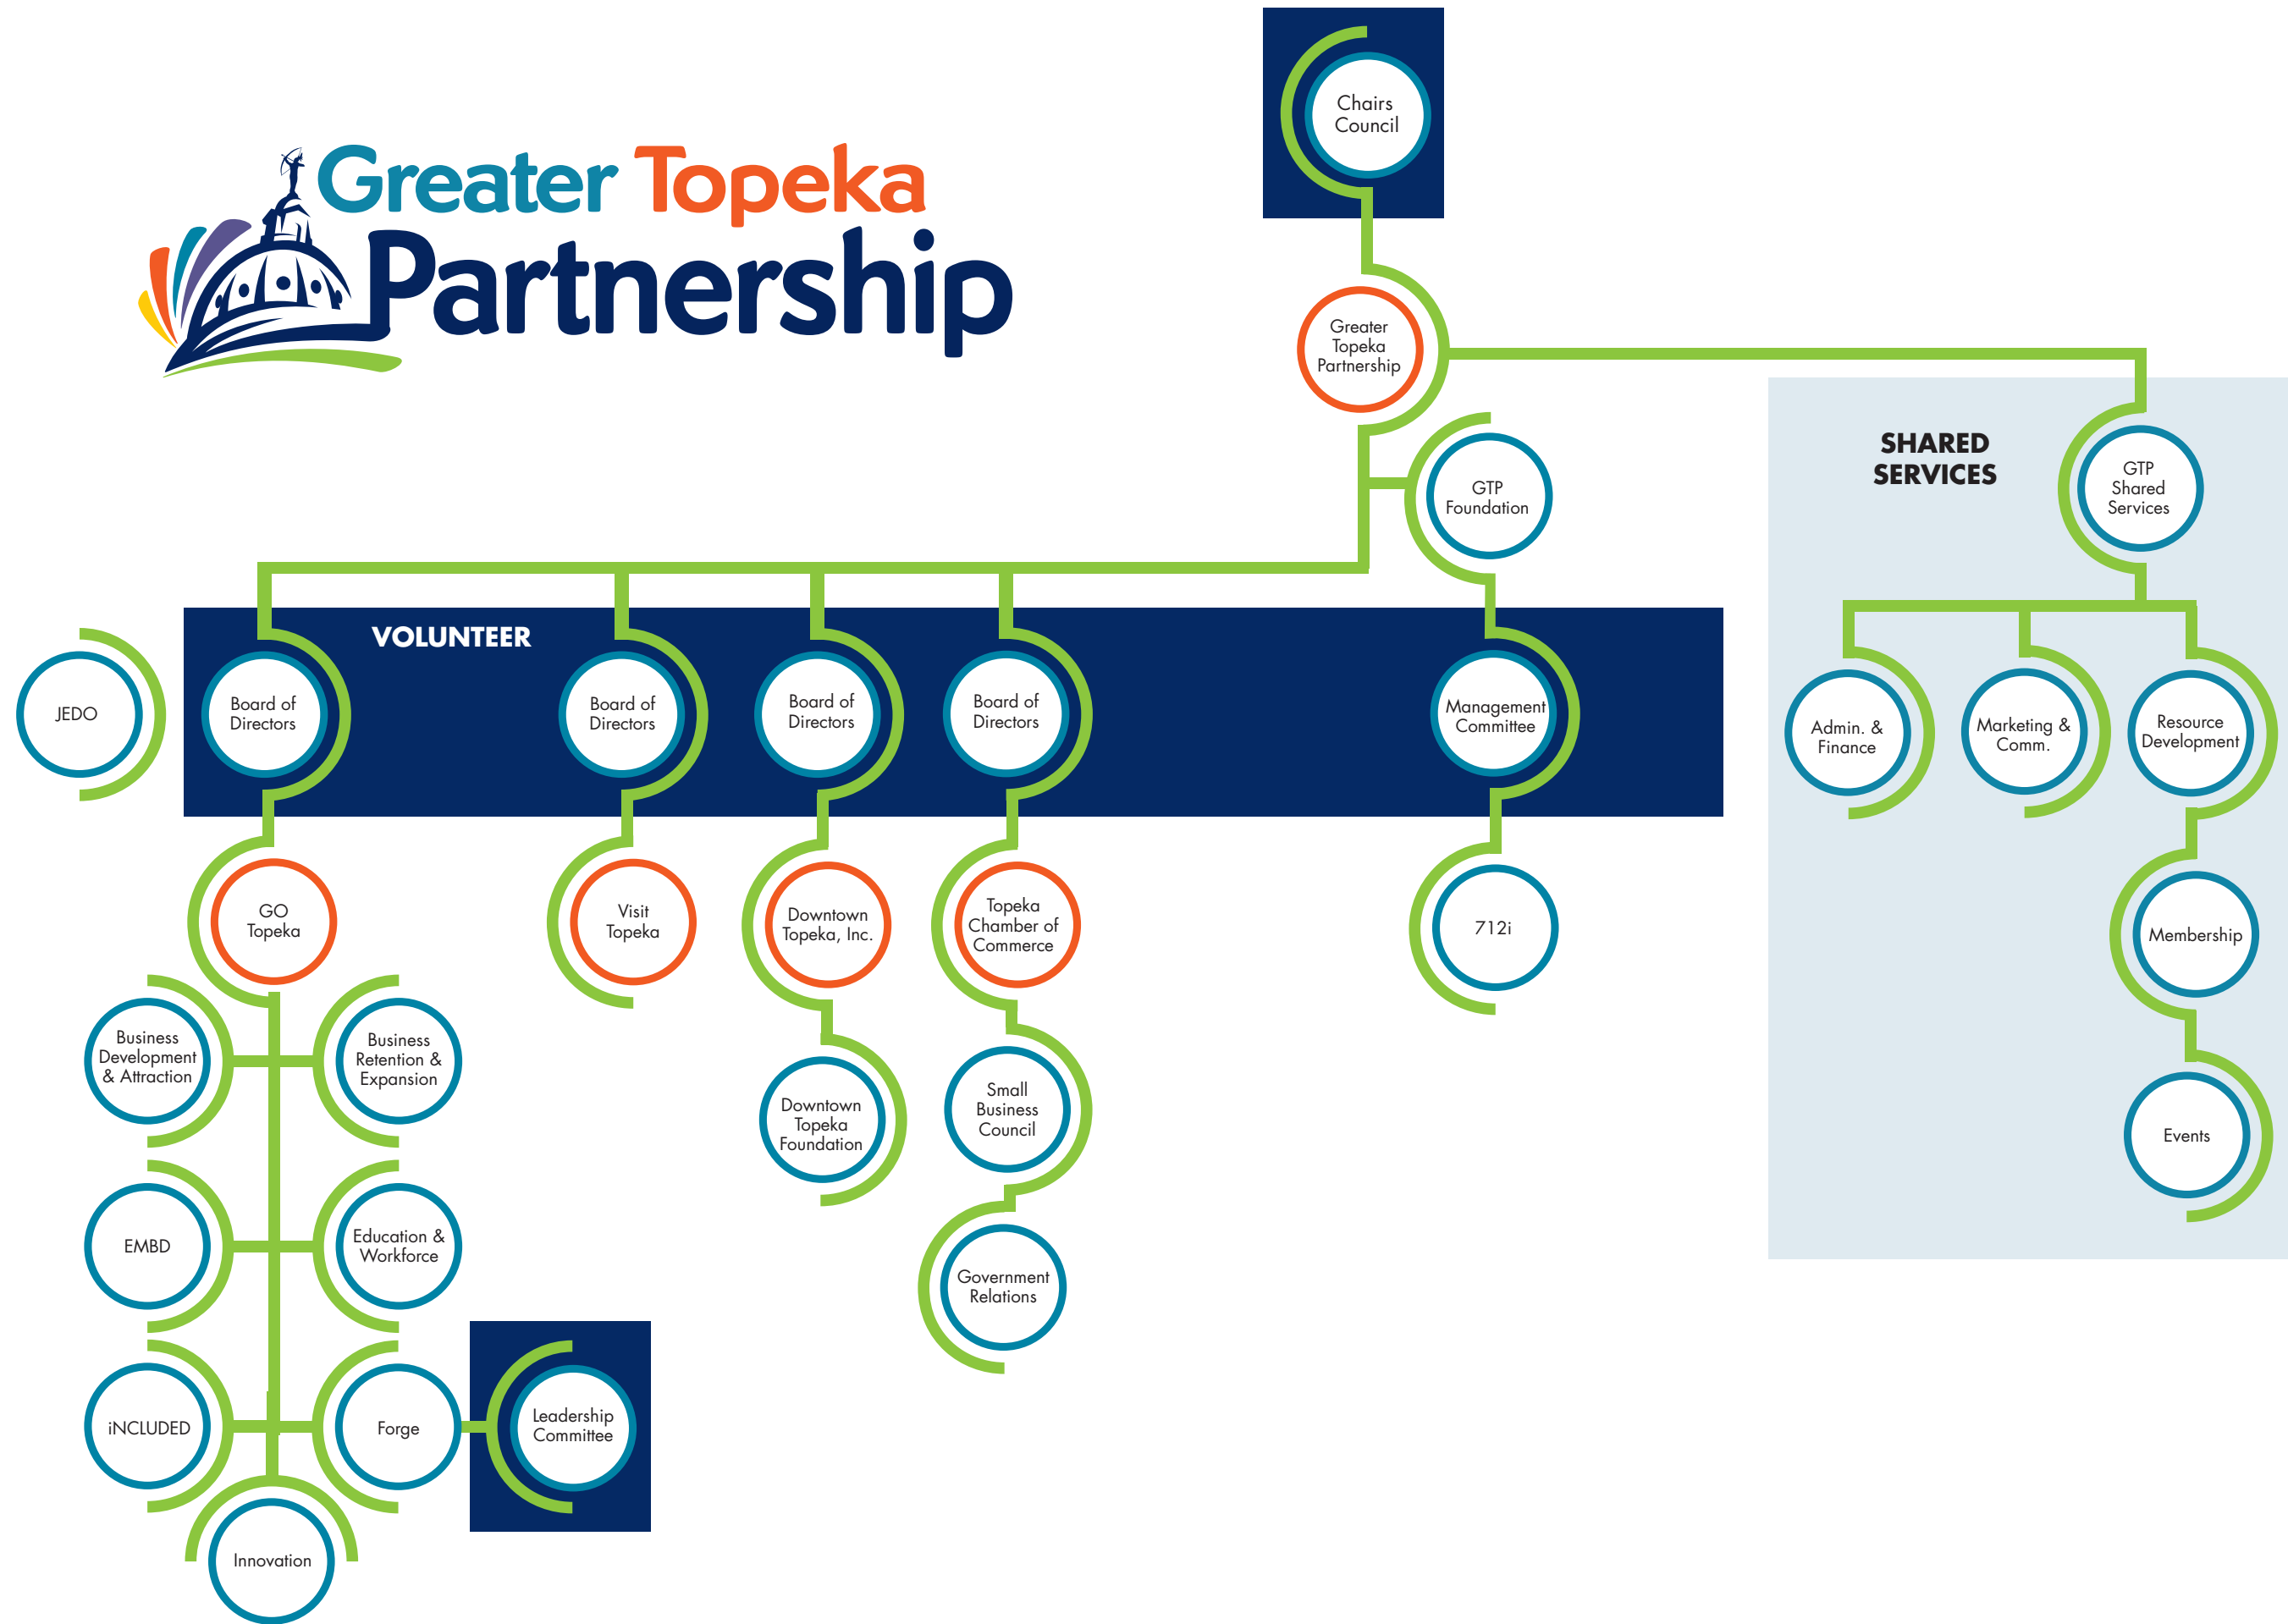 Chairs
Council
Greater Topeka
Partnership
Greater
Topeka
Partnership
SHARED
SERVICES
GTP
Shared
Services
GTP
Foundation
VOLUNTEER
JEDO
Board of
Directors
Board of
Directors
Board of
Directors
Board of
Directors
Management
Committee
Admin. &
Finance
Marketing &
Comm.
Resource
Development
GO
Topeka
Visit
Topeka
Downtown
Topeka, Inc.
Topeka
Chamber of
Commerce
712i
Membership
Business
Development
& Attraction
Business
Retention &
Expansion
Downtown
Topeka
Foundation
Small
Business
Council
Events
EMBD
Education &
Workforce
Government
Relations
iNCLUDED
Forge
Leadership
Committee
Innovation